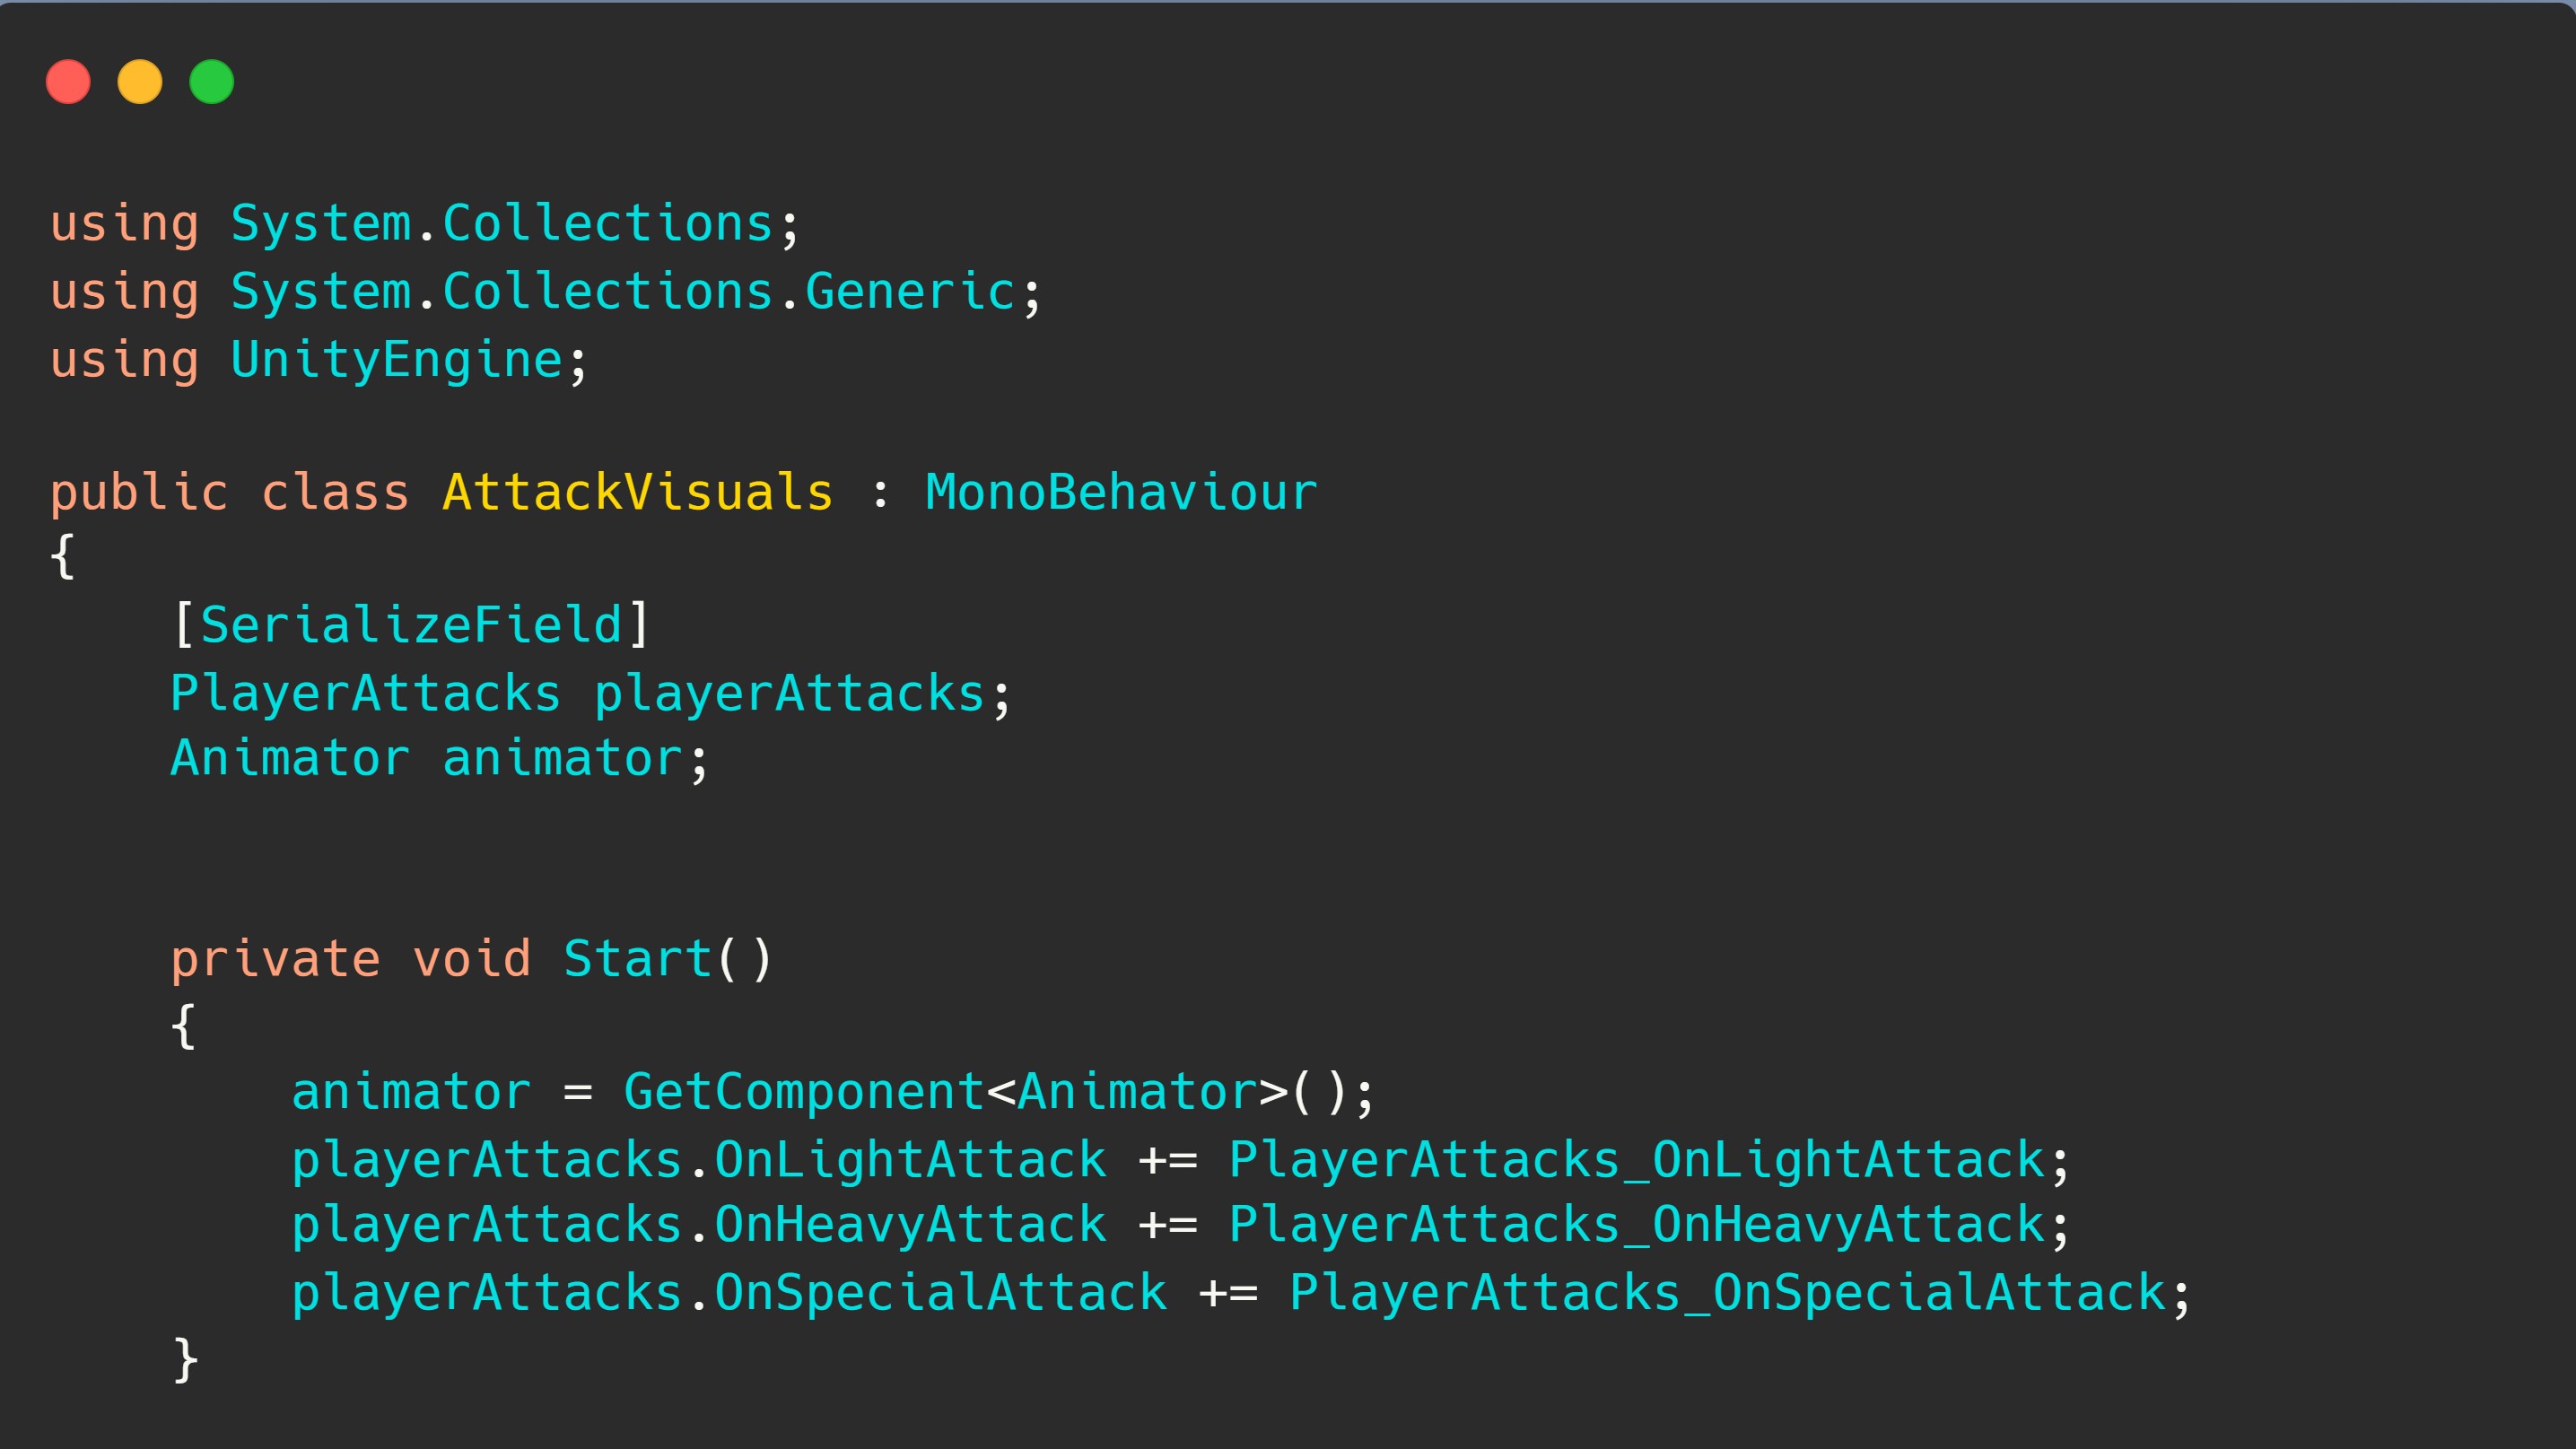 using System.Collections;
using System.Collections.Generic;
using UnityEngine;
public class AttackVisuals : MonoBehaviour
{
    [SerializeField]
    PlayerAttacks playerAttacks;
    Animator animator;
    private void Start()
    {
        animator = GetComponent<Animator>();
        playerAttacks.OnLightAttack += PlayerAttacks_OnLightAttack;
        playerAttacks.OnHeavyAttack += PlayerAttacks_OnHeavyAttack;
        playerAttacks.OnSpecialAttack += PlayerAttacks_OnSpecialAttack;
    }